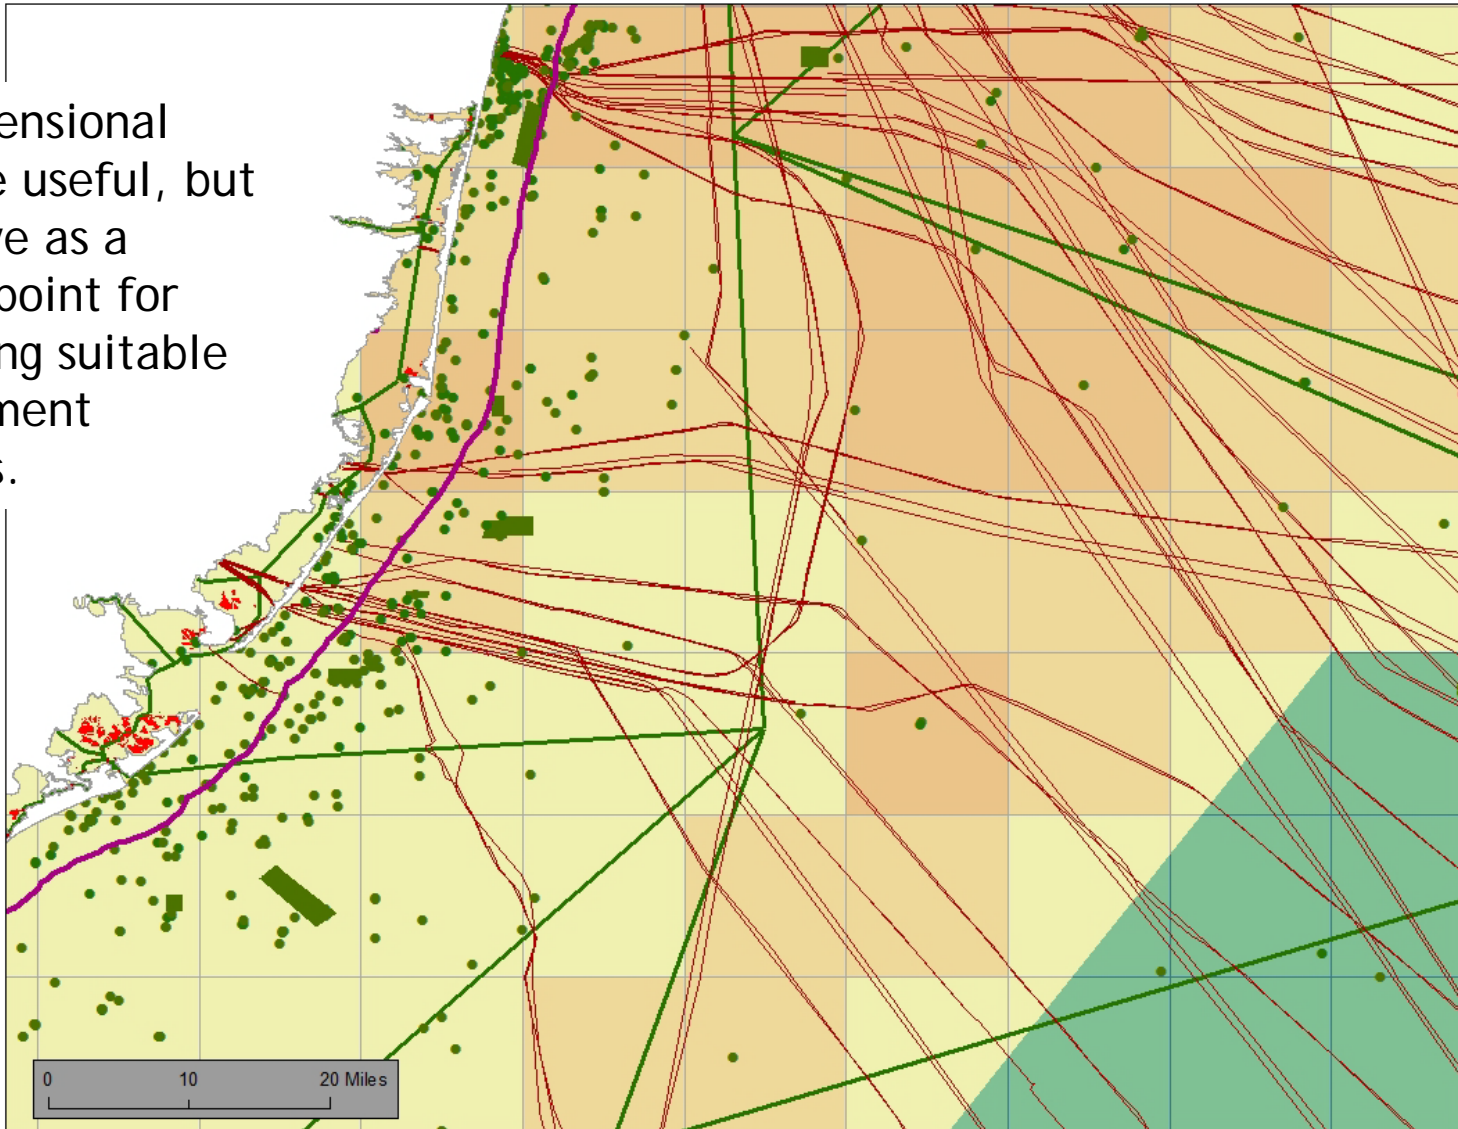 ensional
e useful, but
ve as a
point for
ng suitable
ment
s.
0 10 20 Miles